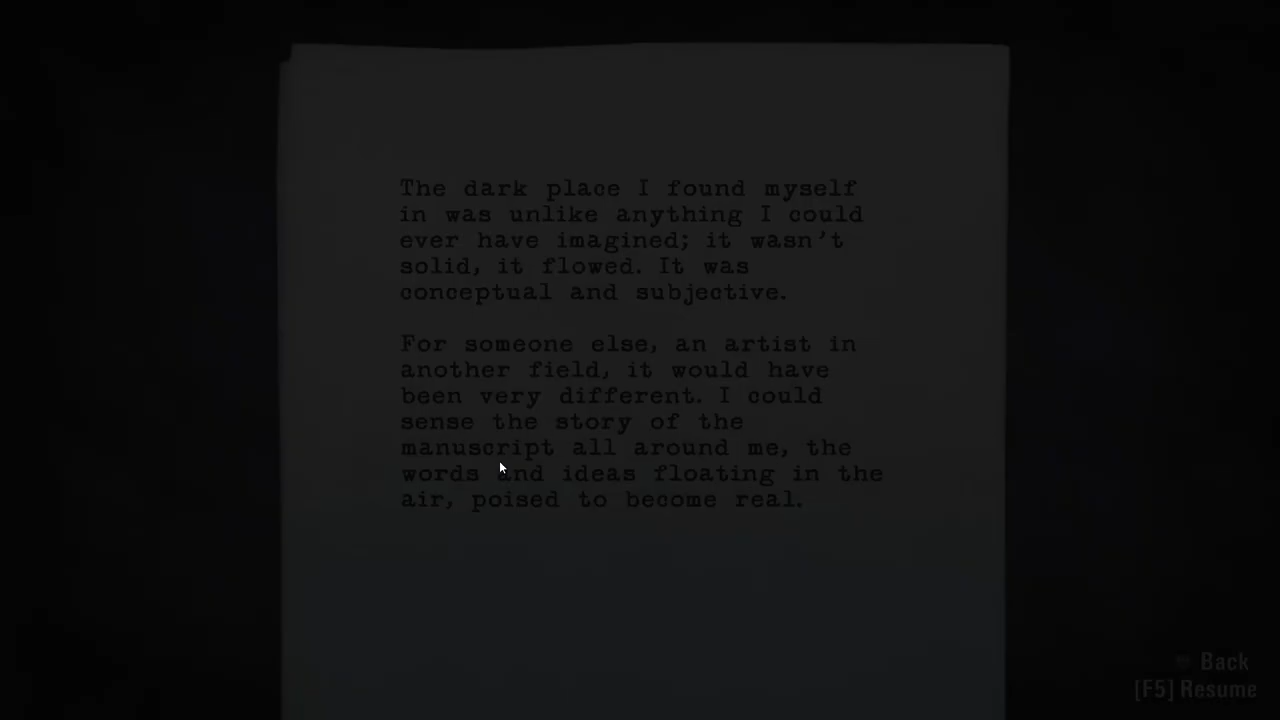 The dark place I found myself
in was unlike anything I could
ever have imagined; it wasn't
solid, it flowed. It was
conceptual and subjective.
For someone else, an artist in
another field, it would have
been very different. I could
sense the story of the
manuscript all around me, the
words and ideas floating in the
air, poised to become real.
Back
[F5] Resume